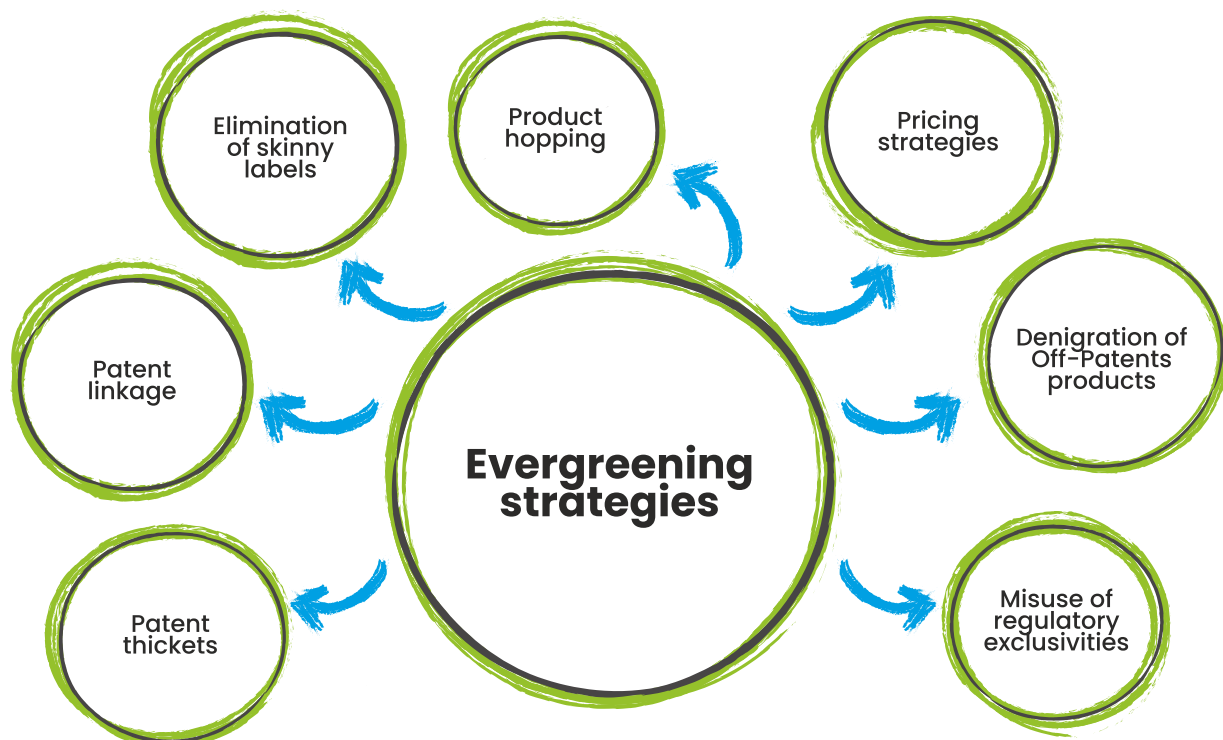 Elimination
of skinny
labels
Product
hopping
Pricing
strategies
Patent
linkage
Denigration of
Off-Patents
products
Evergreening
strategies
Patent
thickets
Misuse of
regulatory
exclusivities